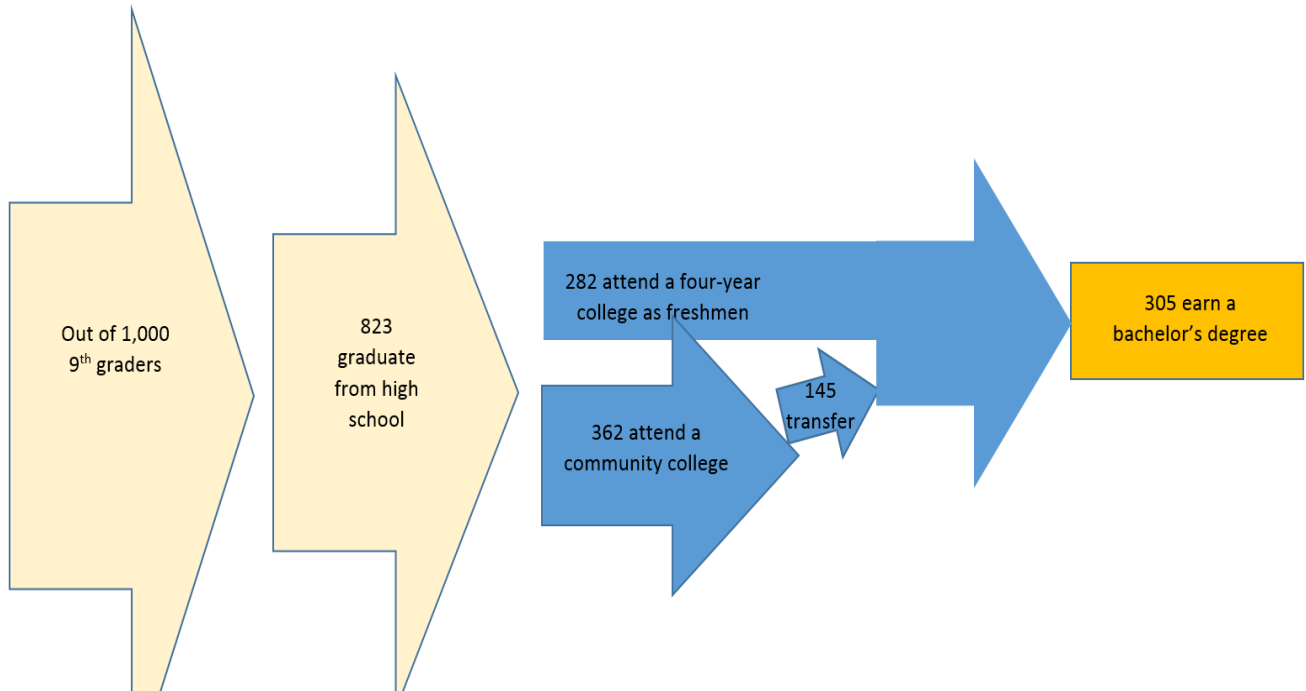 Out of 1,000
9th graders
823
graduate
from high
school
282 attend a four-year
college as freshmen
362 attend a
community college
145
transfer
305 earn a
bachelor’s degree